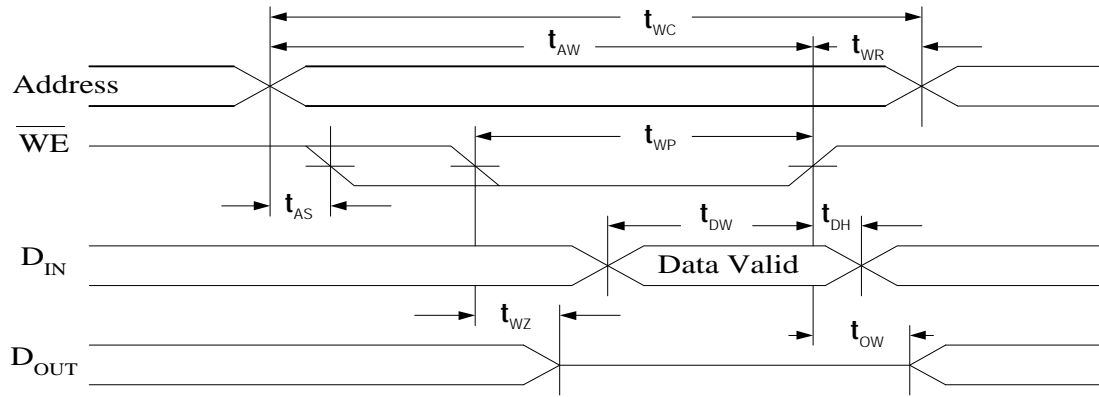 tWC
tAW
tWR
Address
WE
tWP
tAS
tDW
tDH
DIN
Data Valid
tWZ
tOW
DOUT